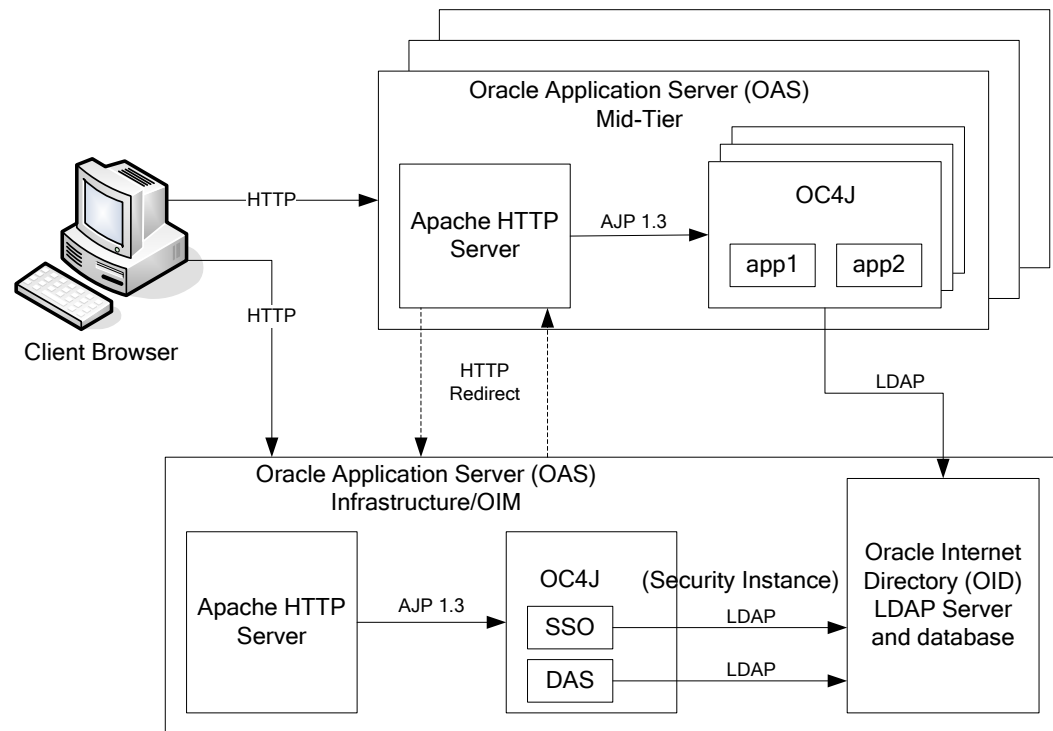 Oracle Application Server (OAS)
Mid-Tier
HTTP
Apache HTTP
Server
AJP 1.3
OC4J
app1
app2
HTTP
Client Browser
HTTP
Redirect
LDAP
Oracle Application Server (OAS)
Infrastructure/OIM
Apache HTTP
Server
AJP 1.3
OC4J
(Security Instance)
SSO
LDAP
DAS
LDAP
Oracle Internet
Directory (OID)
LDAP Server
and database